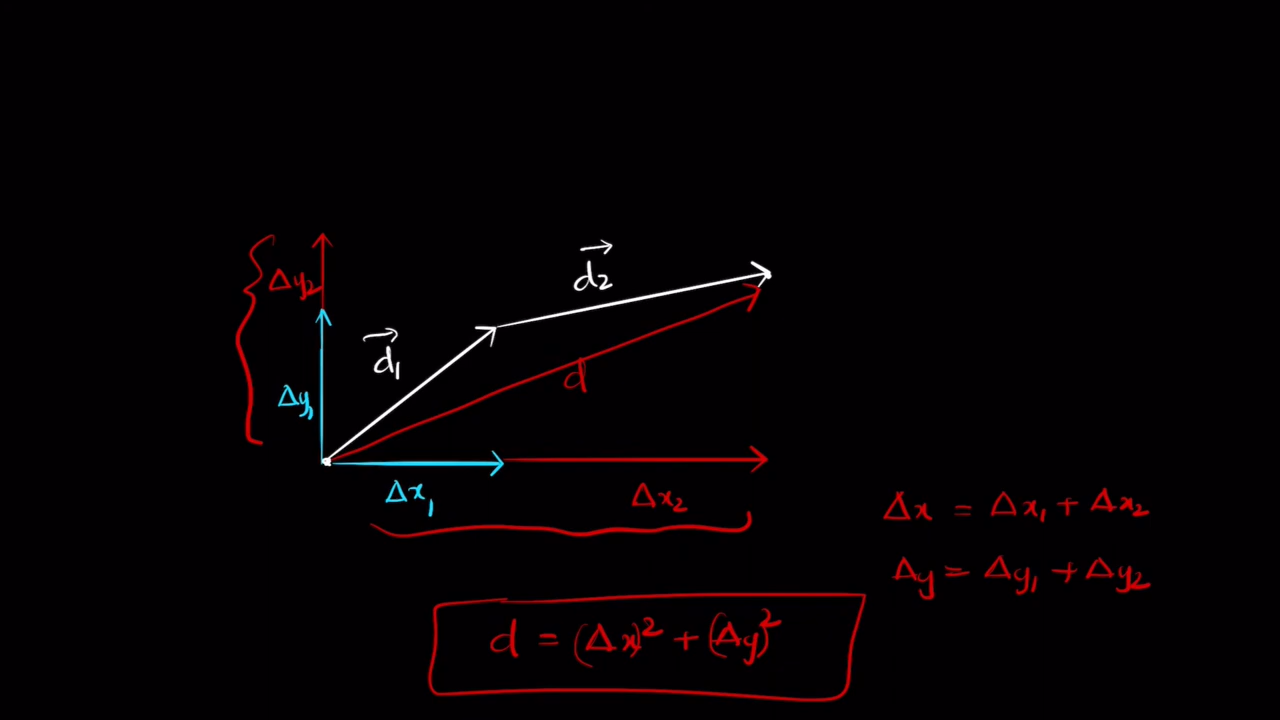 d⃗2
Δy2
d⃗1
d
Δy1
Δx1
Δx2
Δx = Δx1 + Δx2
Δy = Δy1 + Δy2
d = (Δx)² + (Δy)²